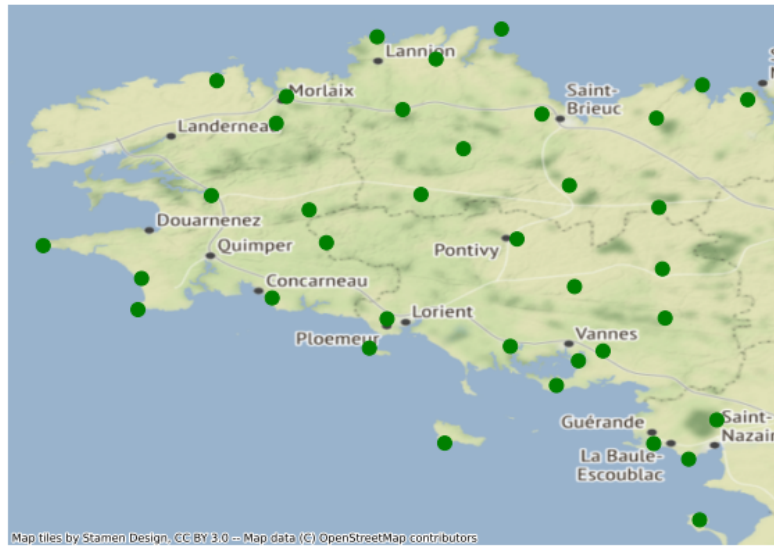 Lannion
Morlaix
Saint-
Brieuc
Landerneau
Douarnenez
Quimper
Pontivy
Concarneau
Lorient
Ploemeur
Vannes
Guérande
Saint-
Nazair
La Baule-
Escoublac
Map tiles by Stamen Design, CC BY 3.0 -- Map data (C) OpenStreetMap contributors